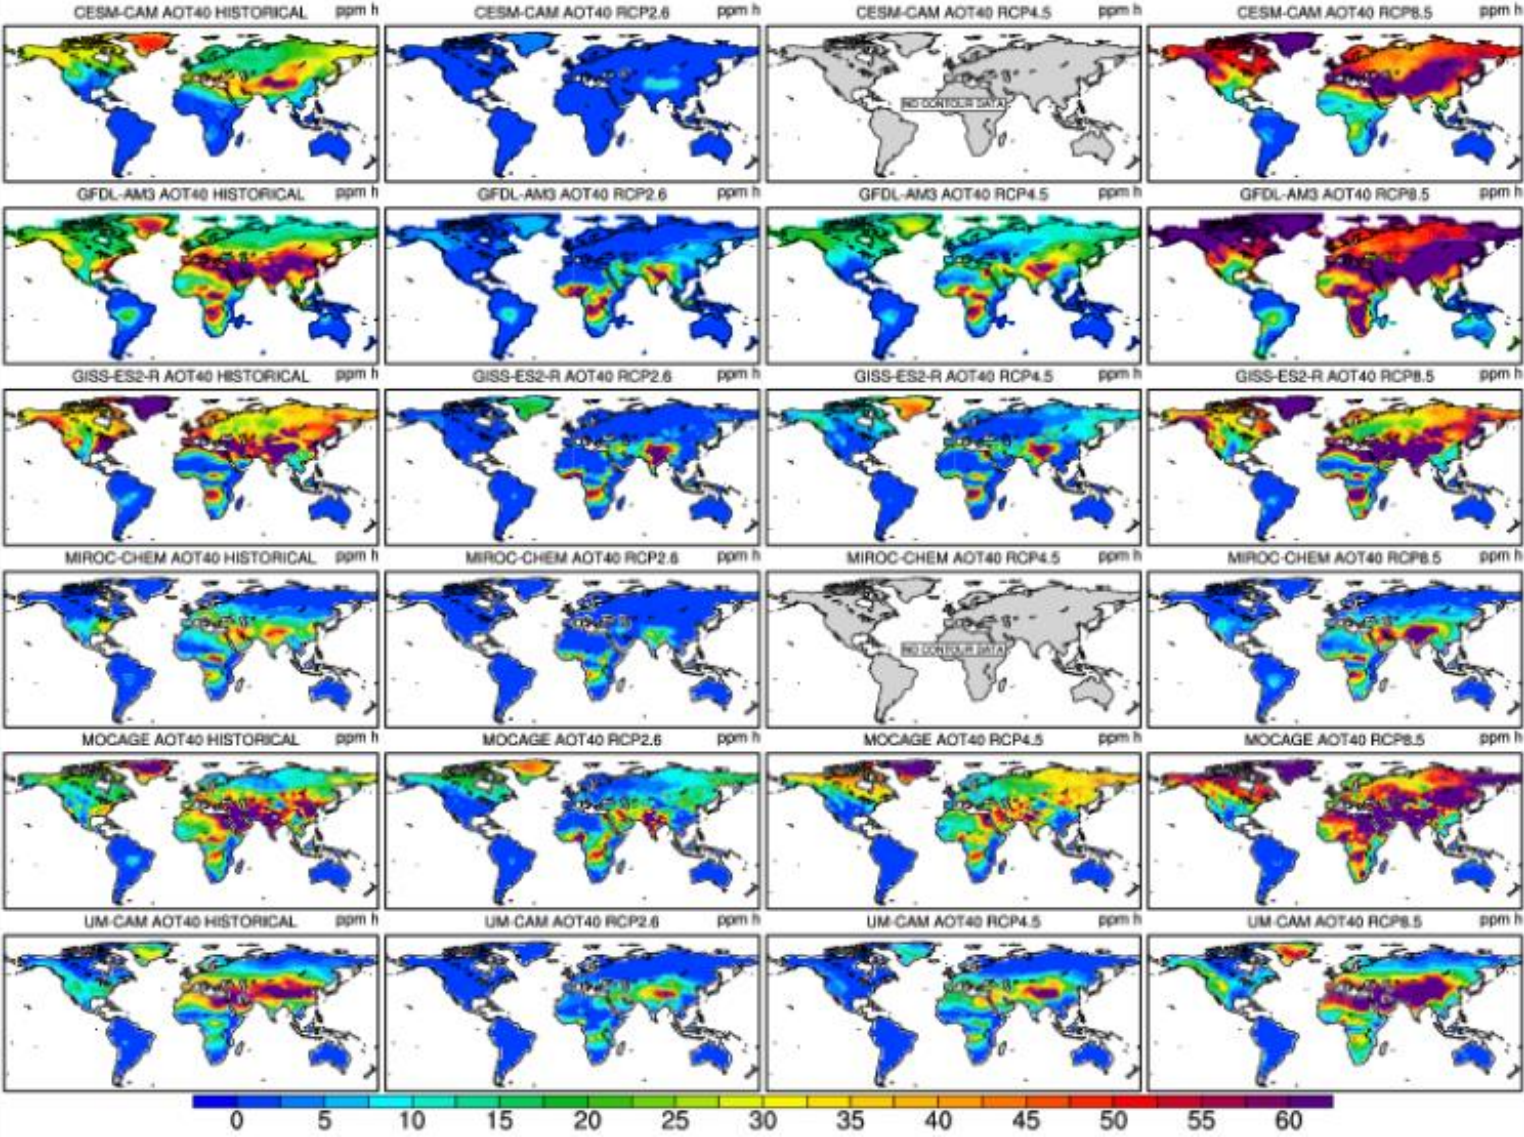 CESM-CAM AOT40 HISTORICAL ppm h CESM-CAM AOT40 RCP2.6 ppm h CESM-CAM AOT40 RCP4.5 ppm h CESM-CAM AOT40 RCP8.5 ppm h
NO CONTOUR DATA
GFDL-AM3 AOT40 HISTORICAL ppm h GFDL-AM3 AOT40 RCP2.6 ppm h GFDL-AM3 AOT40 RCP4.5 ppm h GFDL-AM3 AOT40 RCP8.5 ppm h
GISS-ES2-R AOT40 HISTORICAL ppm h GISS-ES2-R AOT40 RCP2.6 ppm h GISS-ES2-R AOT40 RCP4.5 ppm h GISS-ES2-R AOT40 RCP8.5 ppm h
MIROC-CHEM AOT40 HISTORICAL ppm h MIROC-CHEM AOT40 RCP2.6 ppm h MIROC-CHEM AOT40 RCP4.5 ppm h MIROC-CHEM AOT40 RCP8.5 ppm h
NO CONTOUR DATA
MOCAGE AOT40 HISTORICAL ppm h MOCAGE AOT40 RCP2.6 ppm h MOCAGE AOT40 RCP4.5 ppm h MOCAGE AOT40 RCP8.5 ppm h
UM-CAM AOT40 HISTORICAL ppm h UM-CAM AOT40 RCP2.6 ppm h UM-CAM AOT40 RCP4.5 ppm h UM-CAM AOT40 RCP8.5 ppm h
0 5 10 15 20 25 30 35 40 45 50 55 60